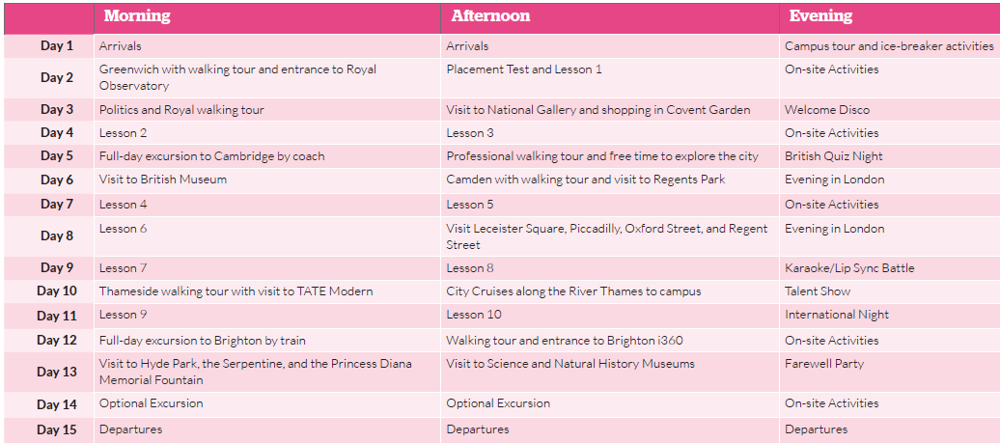 Morning Afternoon Evening
Day 1 Arrivals Arrivals Campus tour and ice-breaker activities
Day 2 Greenwich with walking tour and entrance to Royal Observatory Placement Test and Lesson 1 On-site Activities
Day 3 Politics and Royal walking tour Visit to National Gallery and shopping in Covent Garden Welcome Disco
Day 4 Lesson 2 Lesson 3 On-site Activities
Day 5 Full-day excursion to Cambridge by coach Professional walking tour and free time to explore the city British Quiz Night
Day 6 Visit to British Museum Camden with walking tour and visit to Regents Park Evening in London
Day 7 Lesson 4 Lesson 5 On-site Activities
Day 8 Lesson 6 Visit Leceister Square, Piccadilly, Oxford Street, and Regent Street Evening in London
Day 9 Lesson 7 Lesson 8 Karaoke/Lip Sync Battle
Day 10 Thameside walking tour with visit to TATE Modern City Cruises along the River Thames to campus Talent Show
Day 11 Lesson 9 Lesson 10 International Night
Day 12 Full-day excursion to Brighton by train Walking tour and entrance to Brighton i360 On-site Activities
Day 13 Visit to Hyde Park, the Serpentine, and the Princess Diana Memorial Fountain Visit to Science and Natural History Museums Farewell Party
Day 14 Optional Excursion Optional Excursion On-site Activities
Day 15 Departures Departures Departures